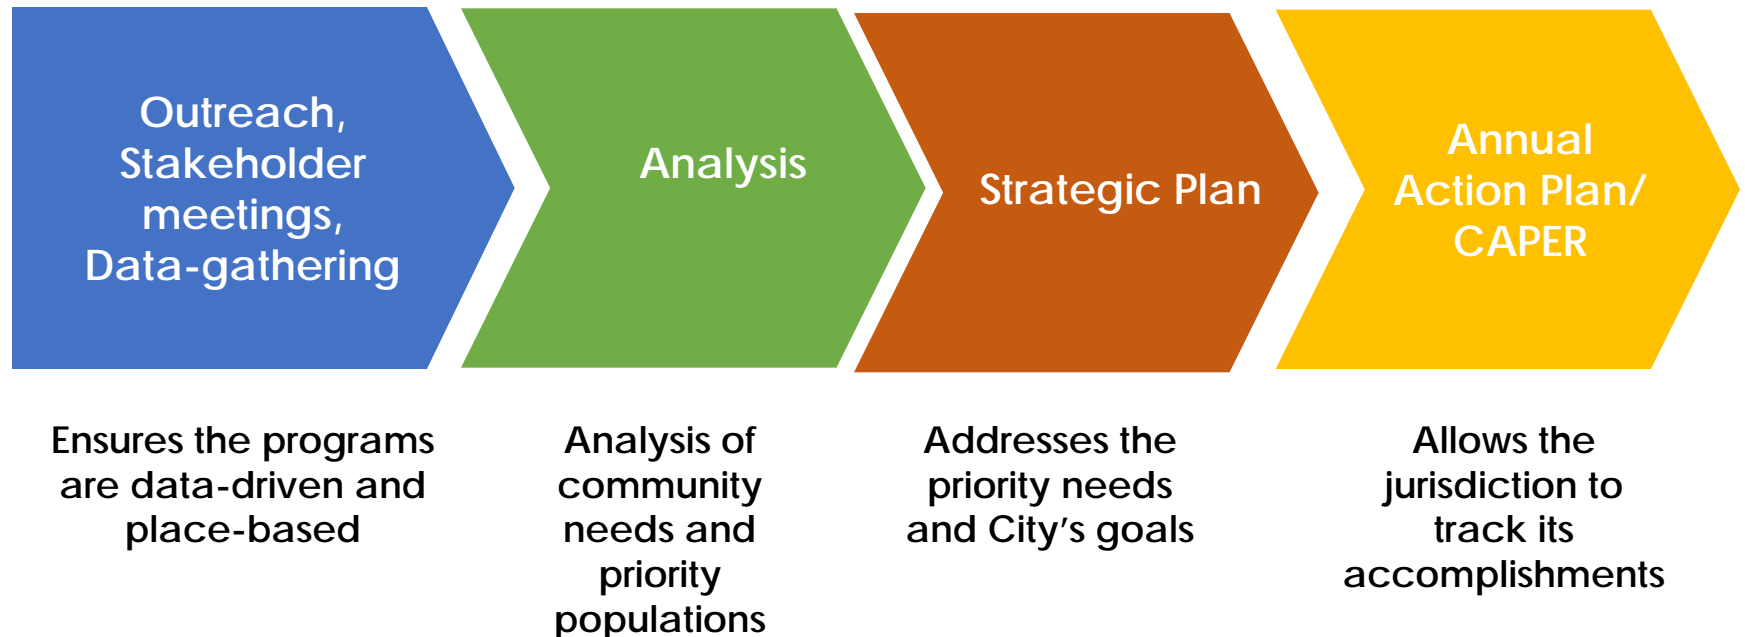 Outreach,
Stakeholder
meetings,
Data-gathering
Analysis
Strategic Plan
Annual
Action Plan/
CAPER
Ensures the programs
are data-driven and
place-based
Analysis of
community
needs and
priority
populations
Addresses the
priority needs
and City's goals
Allows the
jurisdiction to
track its
accomplishments